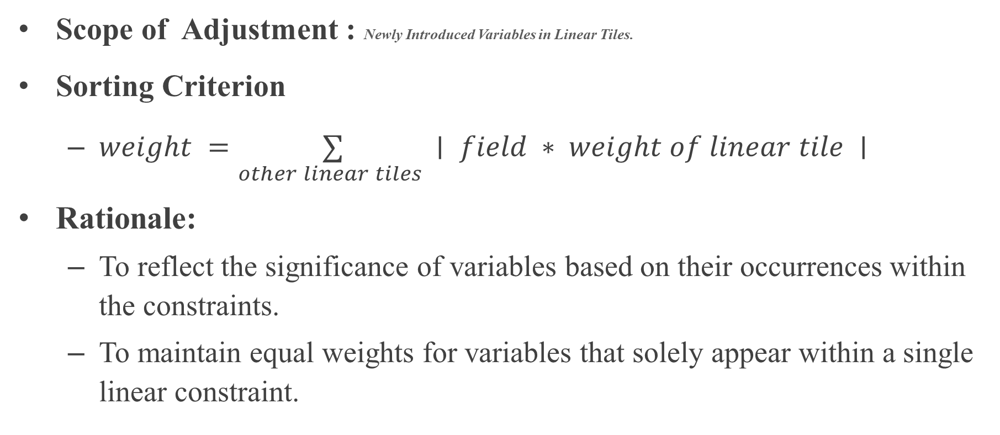 • Scope of Adjustment : Newly Introduced Variables in Linear Tiles.
• Sorting Criterion
– weight = ∑ | field ∗ weight of linear tile |
other linear tiles
• Rationale:
– To reflect the significance of variables based on their occurrences within
the constraints.
– To maintain equal weights for variables that solely appear within a single
linear constraint.